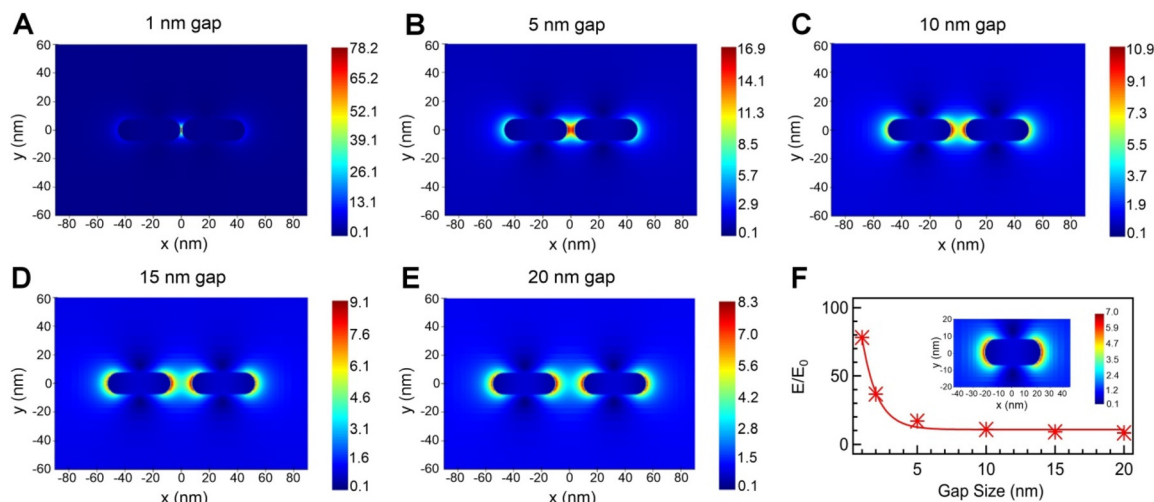 A
1 nm gap
60
40
20
0
-20
-40
-60
y (nm)
-80 -60 -40 -20 0 20 40 60 80
x (nm)
78.2
65.2
52.1
39.1
26.1
13.1
0.1
B
5 nm gap
60
40
20
0
-20
-40
-60
y (nm)
-80 -60 -40 -20 0 20 40 60 80
x (nm)
16.9
14.1
11.3
8.5
5.7
2.9
0.1
C
10 nm gap
60
40
20
0
-20
-40
-60
y (nm)
-80 -60 -40 -20 0 20 40 60 80
x (nm)
10.9
9.1
7.3
5.5
3.7
1.9
0.1
D
15 nm gap
60
40
20
0
-20
-40
-60
y (nm)
-80 -60 -40 -20 0 20 40 60 80
x (nm)
9.1
7.6
6.1
4.6
3.1
1.6
0.1
E
20 nm gap
60
40
20
0
-20
-40
-60
y (nm)
-80 -60 -40 -20 0 20 40 60 80
x (nm)
8.3
7.0
5.6
4.2
2.8
1.5
0.1
F
100
50
0
E/E0
5 10 15 20
Gap Size (nm)
20
10
0
-10
-20
y (nm)
-40 -30 -20 -10 0 10 20 30 40
x (nm)
7.0
5.9
4.7
3.6
2.4
1.3
0.1